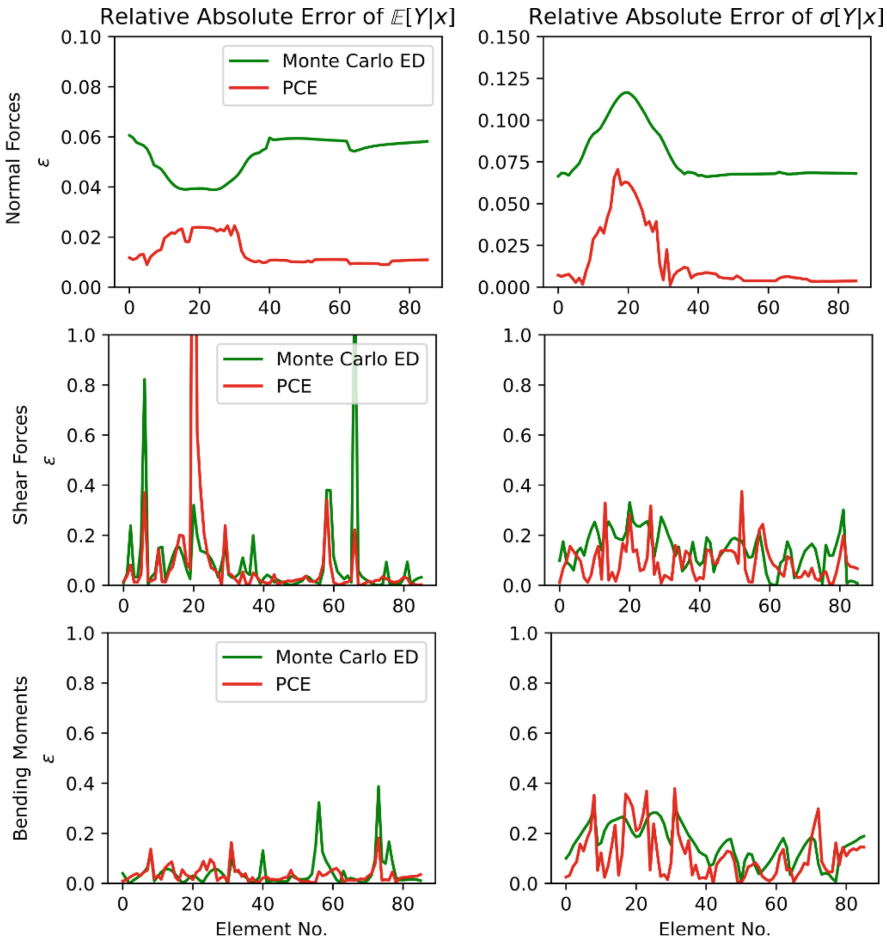 Relative Absolute Error of 𝔼[Y|x]
Relative Absolute Error of σ[Y|x]
Normal Forces
ε
0.10
0.08
0.06
0.04
0.02
0.00
Monte Carlo ED
PCE
0 20 40 60 80
0.150
0.125
0.100
0.075
0.050
0.025
0.000
0 20 40 60 80
Shear Forces
ε
1.0
0.8
0.6
0.4
0.2
0.0
Monte Carlo ED
PCE
0 20 40 60 80
1.0
0.8
0.6
0.4
0.2
0.0
0 20 40 60 80
Bending Moments
ε
1.0
0.8
0.6
0.4
0.2
0.0
Monte Carlo ED
PCE
0 20 40 60 80
Element No.
1.0
0.8
0.6
0.4
0.2
0.0
0 20 40 60 80
Element No.